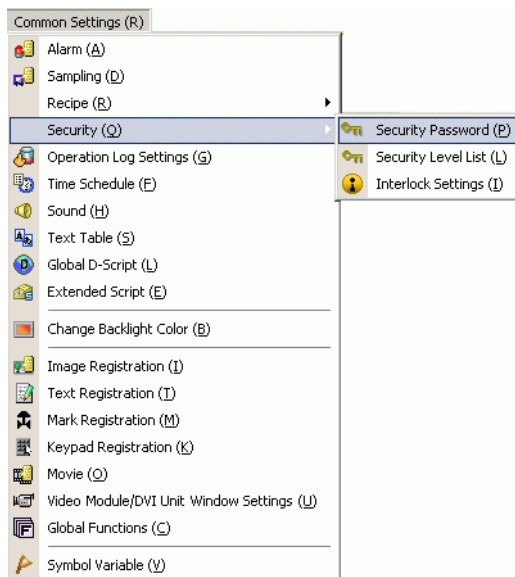 Common Settings (R)
Alarm (A)
Sampling (D)
Recipe (R)
Security (Q)
Security Password (P)
Security Level List (L)
Interlock Settings (I)
Operation Log Settings (G)
Time Schedule (F)
Sound (H)
Text Table (S)
Global D-Script (L)
Extended Script (E)
Change Backlight Color (B)
Image Registration (I)
Text Registration (T)
Mark Registration (M)
Keypad Registration (K)
Movie (O)
Video Module/DVI Unit Window Settings (U)
Global Functions (C)
Symbol Variable (V)